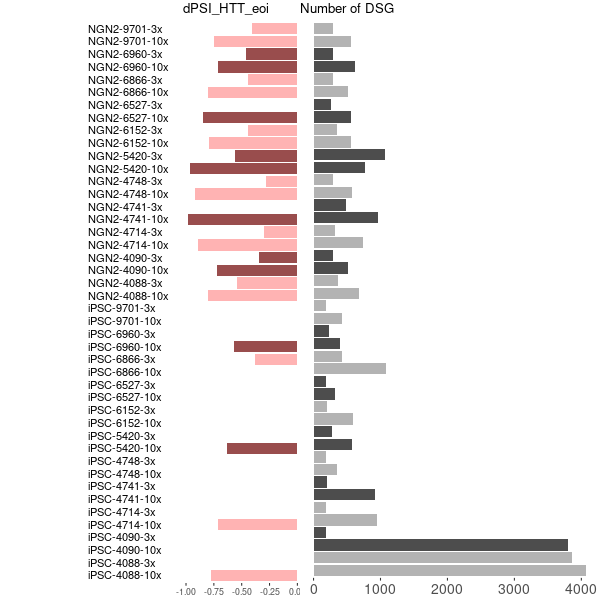 dPSI_HTT_eoi Number of DSG
NGN2-9701-3x
NGN2-9701-10x
NGN2-6960-3x
NGN2-6960-10x
NGN2-6866-3x
NGN2-6866-10x
NGN2-6527-3x
NGN2-6527-10x
NGN2-6152-3x
NGN2-6152-10x
NGN2-5420-3x
NGN2-5420-10x
NGN2-4748-3x
NGN2-4748-10x
NGN2-4741-3x
NGN2-4741-10x
NGN2-4714-3x
NGN2-4714-10x
NGN2-4090-3x
NGN2-4090-10x
NGN2-4088-3x
NGN2-4088-10x
iPSC-9701-3x
iPSC-9701-10x
iPSC-6960-3x
iPSC-6960-10x
iPSC-6866-3x
iPSC-6866-10x
iPSC-6527-3x
iPSC-6527-10x
iPSC-6152-3x
iPSC-6152-10x
iPSC-5420-3x
iPSC-5420-10x
iPSC-4748-3x
iPSC-4748-10x
iPSC-4741-3x
iPSC-4741-10x
iPSC-4714-3x
iPSC-4714-10x
iPSC-4090-3x
iPSC-4090-10x
iPSC-4088-3x
iPSC-4088-10x
-1.00 -0.75 -0.50 -0.25 0.0 0 1000 2000 3000 4000